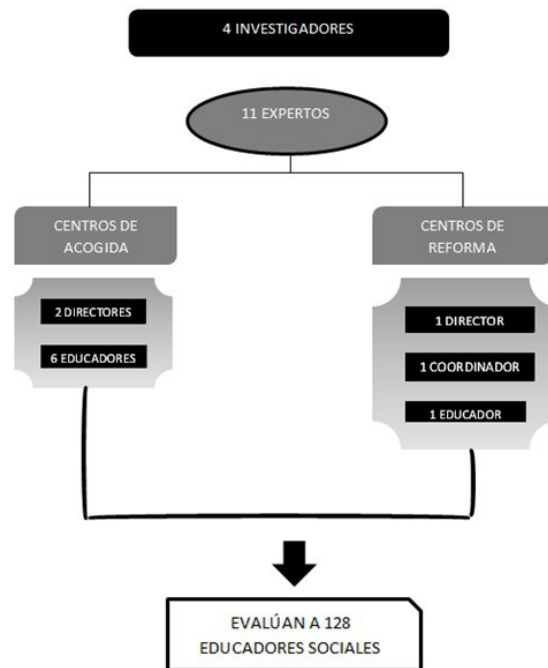 4 INVESTIGADORES
11 EXPERTOS
CENTROS DE
ACOGIDA
2 DIRECTORES
6 EDUCADORES
CENTROS DE
REFORMA
1 DIRECTOR
1 COORDINADOR
1 EDUCADOR
EVALÚAN A 128
EDUCADORES SOCIALES